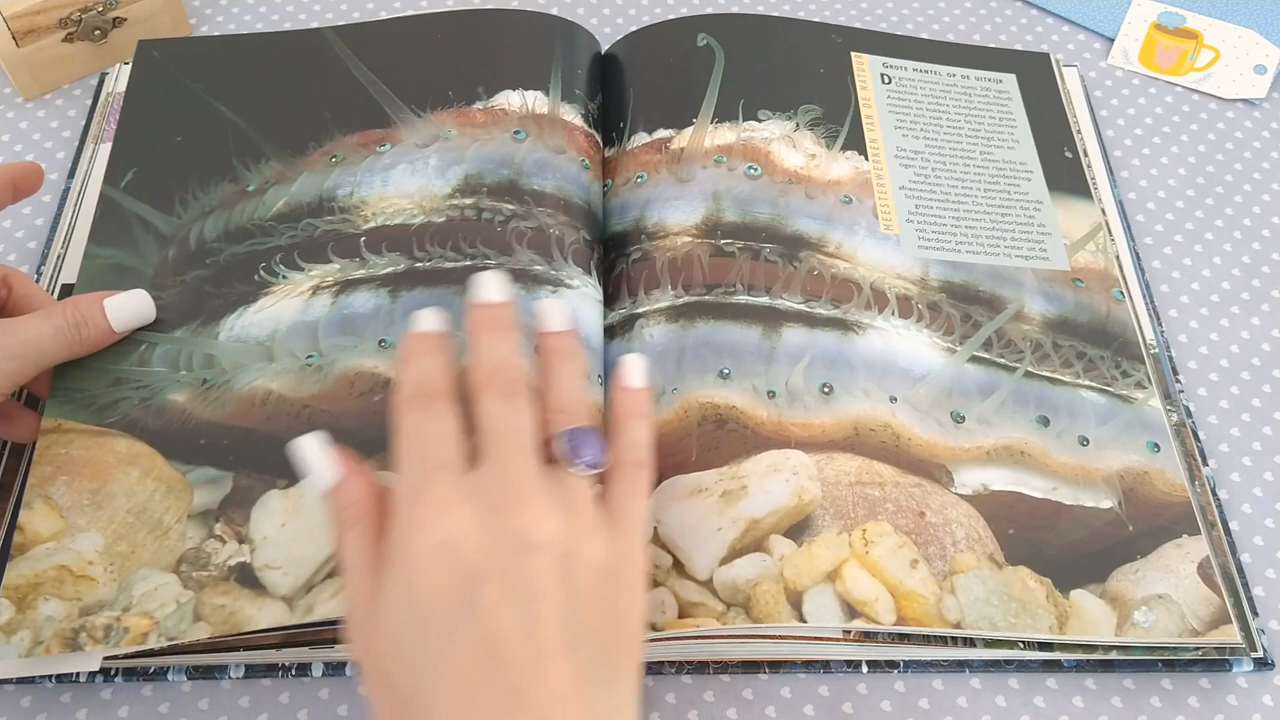 MEESTERWERKEN VAN DE NATUUR
GROTE MANTEL OP DE UITKIJK
De grote mantel heeft soms 200 ogen.
Dat hij er zo veel nodig heeft, houdt
misschien verband met zijn mobiliteit.
Anders dan andere schelpdieren, zoals
mossels en kokkels, verplaatst de grote
mantel zich vaak door bij het scharnier
van zijn schelp water naar buiten te
persen. Als hij wordt bedreigd, kan hij
er op deze manier met horten en
stoten vandoor gaan.
De ogen onderscheiden alleen licht en
donker. Elk oog van de twee rijen blauwe
ogen ter grootte van een speldenknop
langs de schelprand heeft twee
netvliezen: het ene is gevoelig voor
afnemende, het andere voor toenemende
lichthoeveelheden. Dit betekent dat de
grote mantel veranderingen in het
lichtniveau registreert, bijvoorbeeld als
de schaduw van een roofvijand over hem
valt, waarop hij zijn schelp dichtklapt.
Hierdoor perst hij ook water uit de
mantelholte, waardoor hij wegschiet.